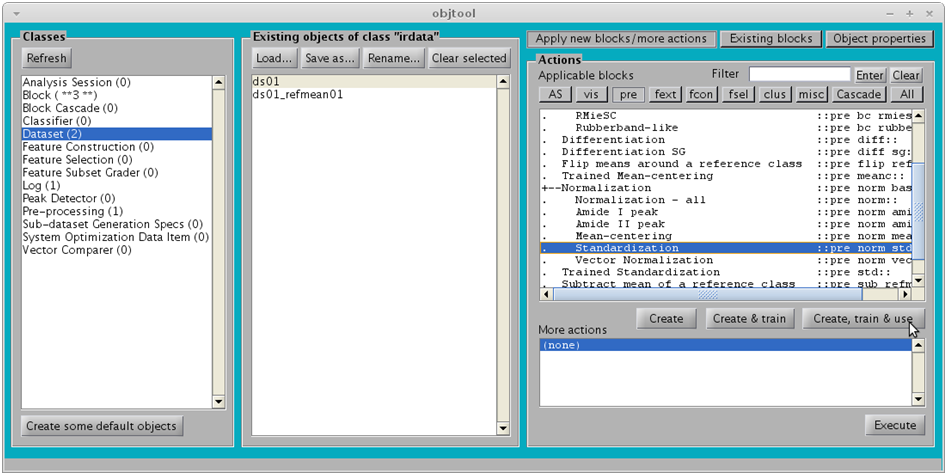 objtool
Classes
Refresh
Analysis Session (0)
Block ( **3 **)
Block Cascade (0)
Classifier (0)
Dataset (2)
Feature Construction (0)
Feature Selection (0)
Feature Subset Grader (0)
Log (1)
Peak Detector (0)
Pre-processing (1)
Sub-dataset Generation Specs (0)
System Optimization Data Item (0)
Vector Comparer (0)
Create some default objects
Existing objects of class "irdata"
Load... Save as... Rename... Clear selected
ds01
ds01_refmean01
Apply new blocks/more actions Existing blocks Object properties
Actions
Applicable blocks Filter Enter Clear
AS vis pre fext fcon fsel clus misc Cascade All
. RMieSC ::pre bc rmies
. Rubberband-like ::pre bc rubbe
. Differentiation ::pre diff::
. Differentiation SG ::pre diff sg:
. Flip means around a reference class ::pre flip ref
. Trained Mean-centering ::pre meanc::
+--Normalization ::pre norm bas
. Normalization - all ::pre norm::
. Amide I peak ::pre norm ami
. Amide II peak ::pre norm ami
. Mean-centering ::pre norm mea
. Standardization ::pre norm std
. Vector Normalization ::pre norm vec
. Trained Standardization ::pre std::
. Subtract mean of a reference class ::pre sub refm
Create Create & train Create, train & use
More actions
(none)
Execute